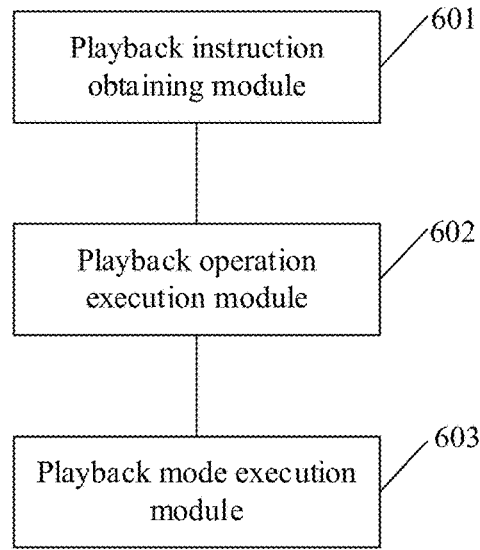 601
Playback instruction
obtaining module
602
Playback operation
execution module
603
Playback mode execution
module